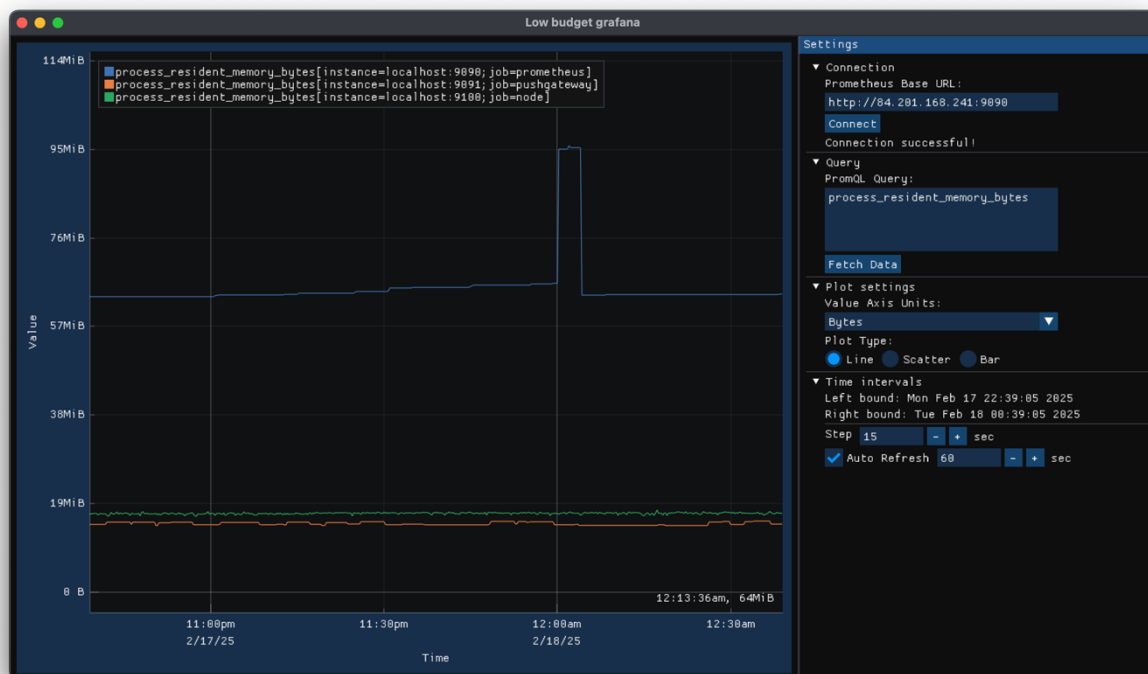 Low budget grafana
114MiB
95MiB
76MiB
57MiB
38MiB
19MiB
0 B
Value
process_resident_memory_bytes[instance=localhost:9090;job=prometheus]
process_resident_memory_bytes[instance=localhost:9091;job=pushgateway]
process_resident_memory_bytes[instance=localhost:9100;job=node]
12:13:36am, 64MiB
11:00pm 11:30pm 12:00am 12:30am
2/17/25 2/18/25
Time
Settings
Connection
Prometheus Base URL:
http://84.201.168.241:9090
Connect
Connection successful!
Query
PromQL Query:
process_resident_memory_bytes
Fetch Data
Plot settings
Value Axis Units:
Bytes
Plot Type:
Line Scatter Bar
Time intervals
Left bound: Mon Feb 17 22:39:05 2025
Right bound: Tue Feb 18 00:39:05 2025
Step 15 - + sec
Auto Refresh 60 - + sec